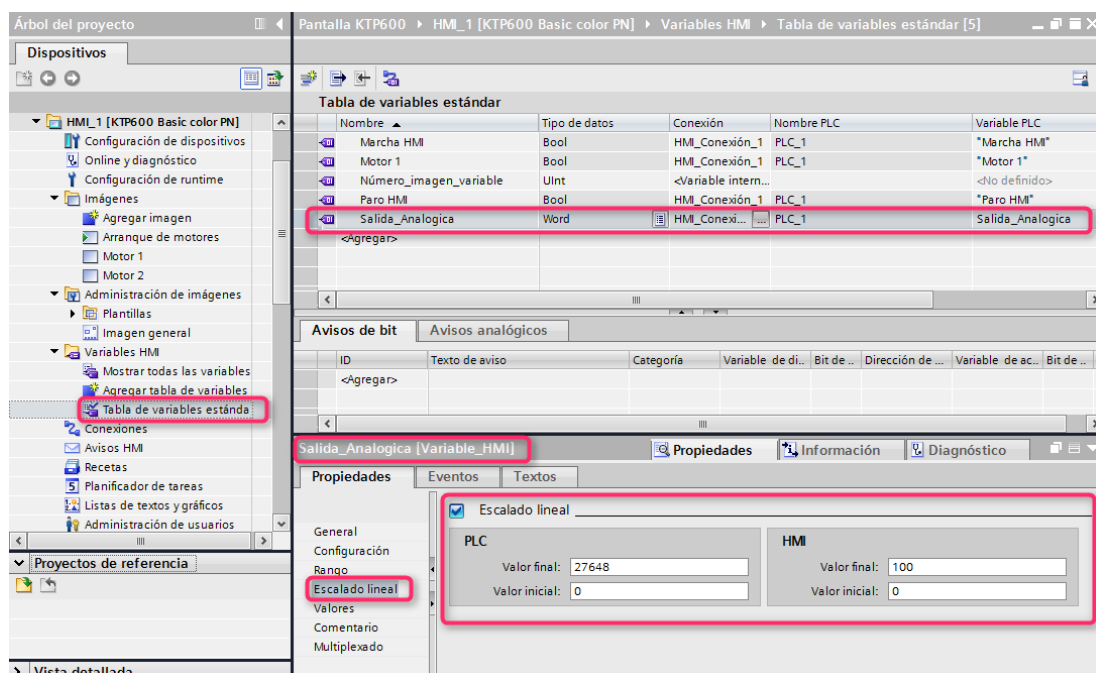 Árbol del proyecto
Dispositivos
HMI_1 [KTP600 Basic color PN]
Configuración de dispositivos
Online y diagnóstico
Configuración de runtime
Imágenes
Agregar imagen
Arranque de motores
Motor 1
Motor 2
Administración de imágenes
Plantillas
Imagen general
Variables HMI
Mostrar todas las variables
Agregar tabla de variables
Tabla de variables estánda
Conexiones
Avisos HMI
Recetas
Planificador de tareas
Listas de textos y gráficos
Administración de usuarios
Proyectos de referencia
Vista detallada
Pantalla KTP600 HMI_1 [KTP600 Basic color PN] Variables HMI Tabla de variables estándar [5]
Tabla de variables estándar
Nombre Tipo de datos Conexión Nombre PLC Variable PLC
Marcha HMI Bool HMI_Conexión_1 PLC_1 "Marcha HMI"
Motor 1 Bool HMI_Conexión_1 PLC_1 "Motor 1"
Número_imagen_variable UInt <Variable intern... <No definido>
Paro HMI Bool HMI_Conexión_1 PLC_1 "Paro HMI"
Salida_Analogica Word HMI_Conexi... ... PLC_1 Salida_Analogica
<Agregar>
Avisos de bit Avisos analógicos
ID Texto de aviso Categoría Variable de di.. Bit de .. Dirección de ... Variable de ac.. Bit de ..
<Agregar>
Salida_Analogica [Variable_HMI]
Propiedades Información Diagnóstico
Propiedades Eventos Textos
General
Configuración
Rango
Escalado lineal
Valores
Comentario
Multiplexado
Escalado lineal
PLC HMI
Valor final: 27648 Valor final: 100
Valor inicial: 0 Valor inicial: 0